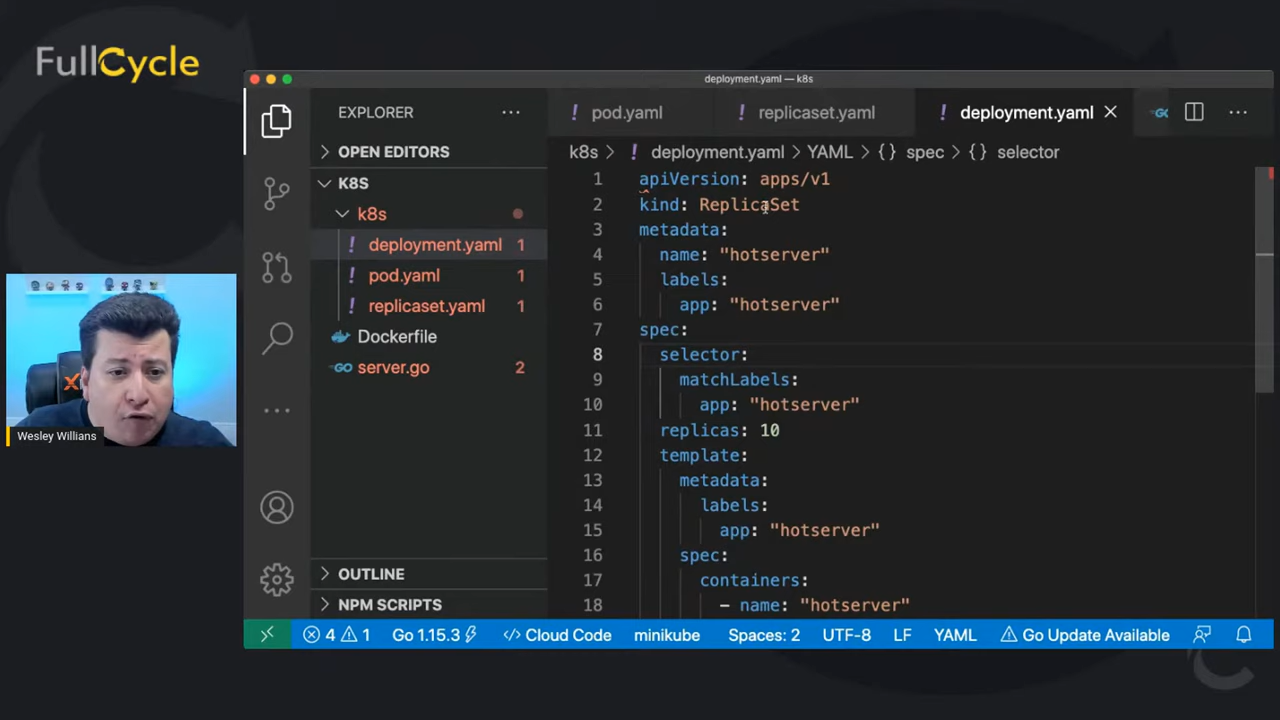 FullCycle
deployment.yaml — k8s
EXPLORER
OPEN EDITORS
K8S
k8s
deployment.yaml 1
pod.yaml 1
replicaset.yaml 1
Dockerfile
server.go 2
OUTLINE
NPM SCRIPTS
pod.yaml replicaset.yaml deployment.yaml
k8s > deployment.yaml > YAML > {} spec > {} selector
1 apiVersion: apps/v1
2 kind: ReplicaSet
3 metadata:
4 name: "hotserver"
5 labels:
6 app: "hotserver"
7 spec:
8 selector:
9 matchLabels:
10 app: "hotserver"
11 replicas: 10
12 template:
13 metadata:
14 labels:
15 app: "hotserver"
16 spec:
17 containers:
18 - name: "hotserver"
4 1 Go 1.15.3 Cloud Code minikube Spaces: 2 UTF-8 LF YAML Go Update Available
Wesley Willians